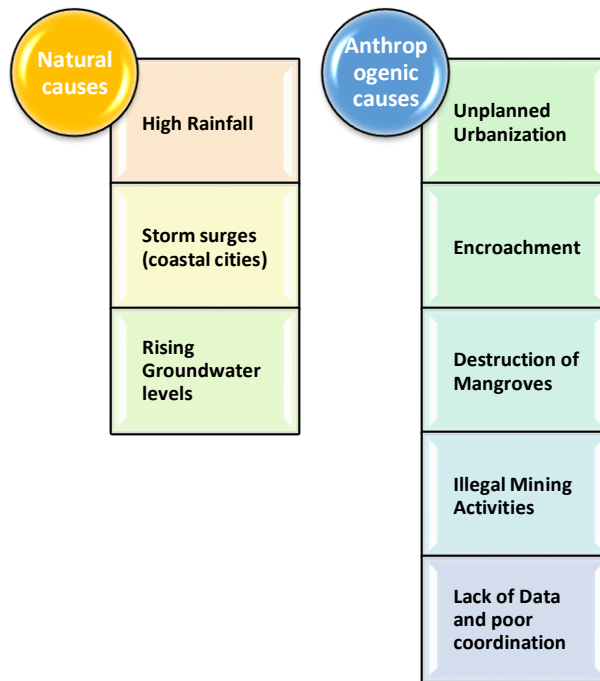 Natural
causes
High Rainfall
Storm surges
(coastal cities)
Rising
Groundwater
levels
Anthrop
ogenic
causes
Unplanned
Urbanization
Encroachment
Destruction of
Mangroves
Illegal Mining
Activities
Lack of Data
and poor
coordination